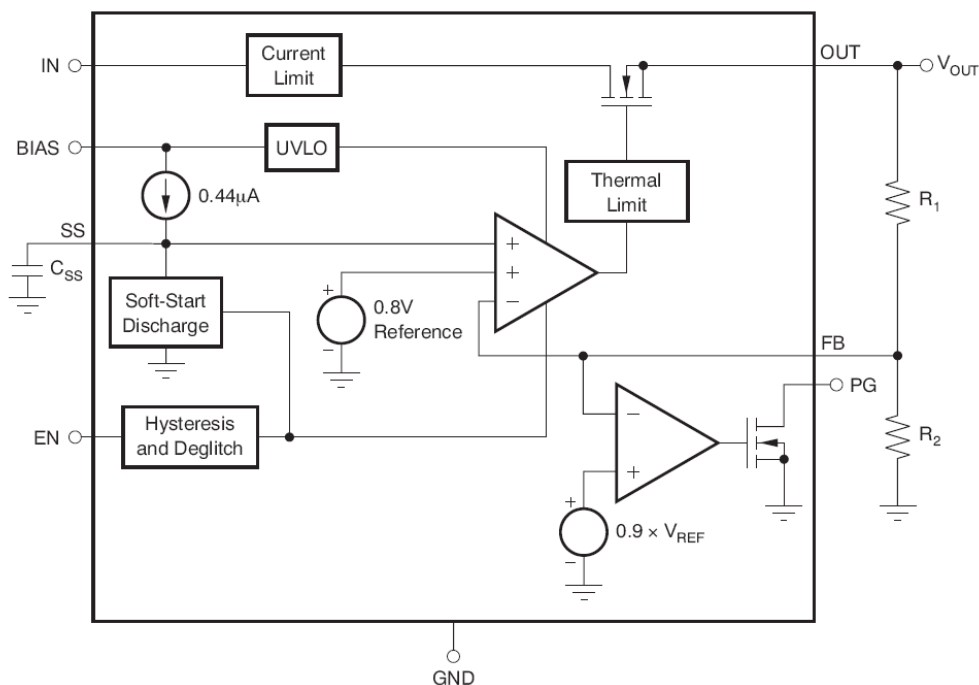 Current
Limit
IN
OUT
V_OUT
BIAS
UVLO
0.44μA
Thermal
Limit
R_1
SS
C_SS
+
+
−
Soft-Start
Discharge
+
−
0.8V
Reference
FB
PG
EN
Hysteresis
and Deglitch
−
+
R_2
+
−
0.9 × V_REF
GND